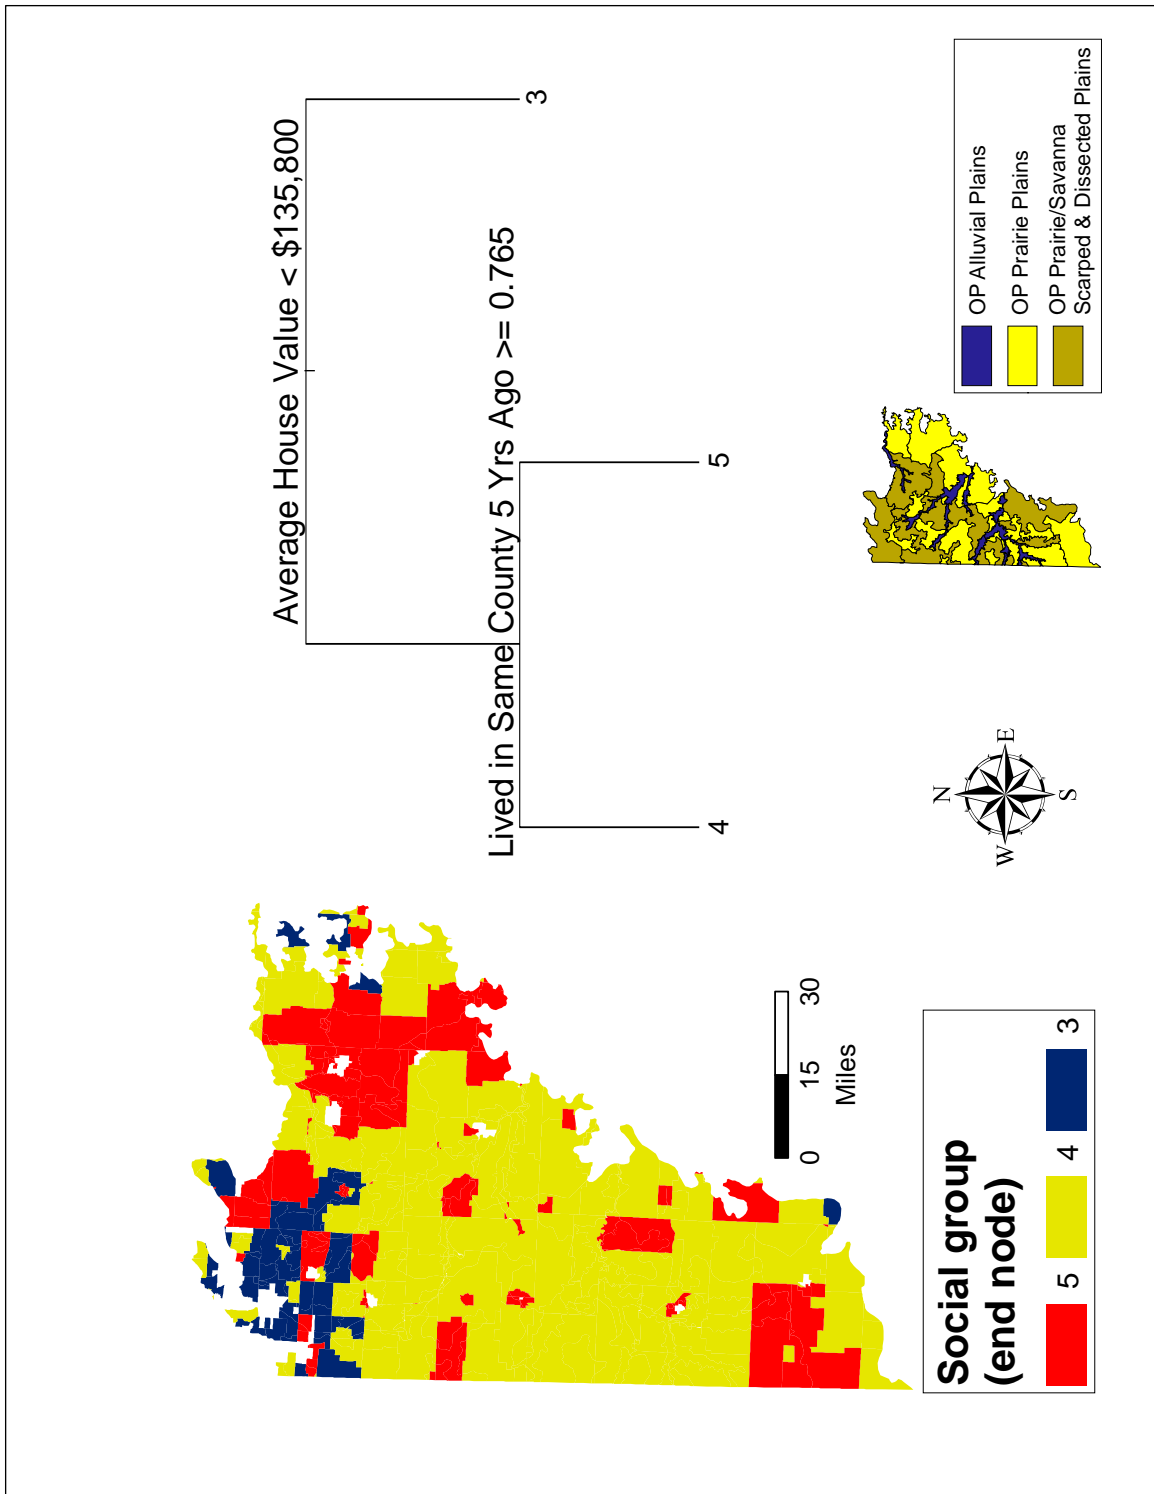 Average House Value < $135,800
3
Lived in Same County 5 Yrs Ago >= 0.765
4
5
N
W
E
S
0
15
30
Miles
Social group
(end node)
5
4
3
OP Alluvial Plains
OP Prairie Plains
OP Prairie/Savanna
Scarped & Dissected Plains